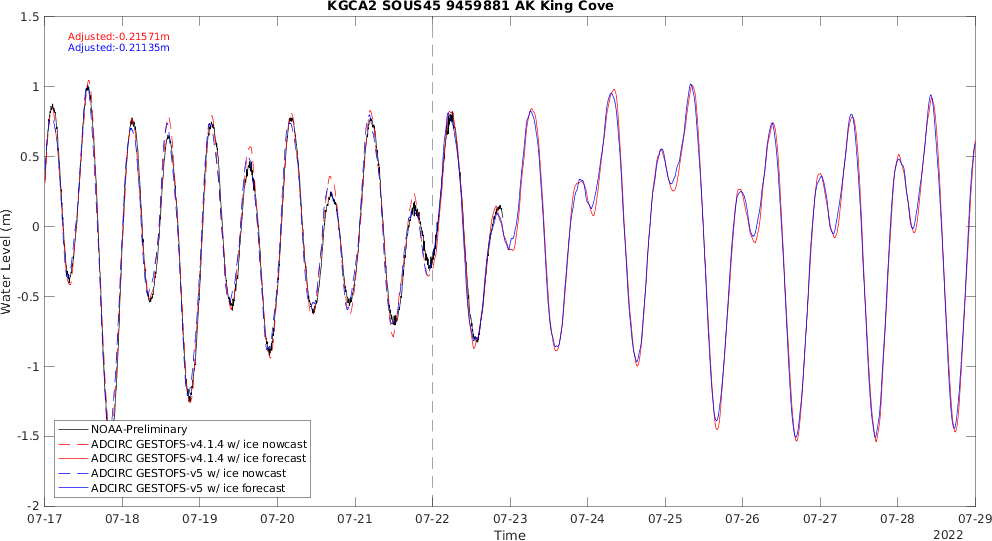 KGCA2 SOUS45 9459881 AK King Cove
Adjusted:-0.21571m
Adjusted:-0.21135m
1.5
1
0.5
0
-0.5
-1
-1.5
-2
Water Level (m)
NOAA-Preliminary
ADCIRC GESTOFS-v4.1.4 w/ ice nowcast
ADCIRC GESTOFS-v4.1.4 w/ ice forecast
ADCIRC GESTOFS-v5 w/ ice nowcast
ADCIRC GESTOFS-v5 w/ ice forecast
07-17 07-18 07-19 07-20 07-21 07-22 07-23 07-24 07-25 07-26 07-27 07-28 07-29
Time
2022